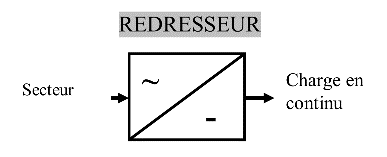 REDRESSEUR
Secteur
~
-
Charge en
continu